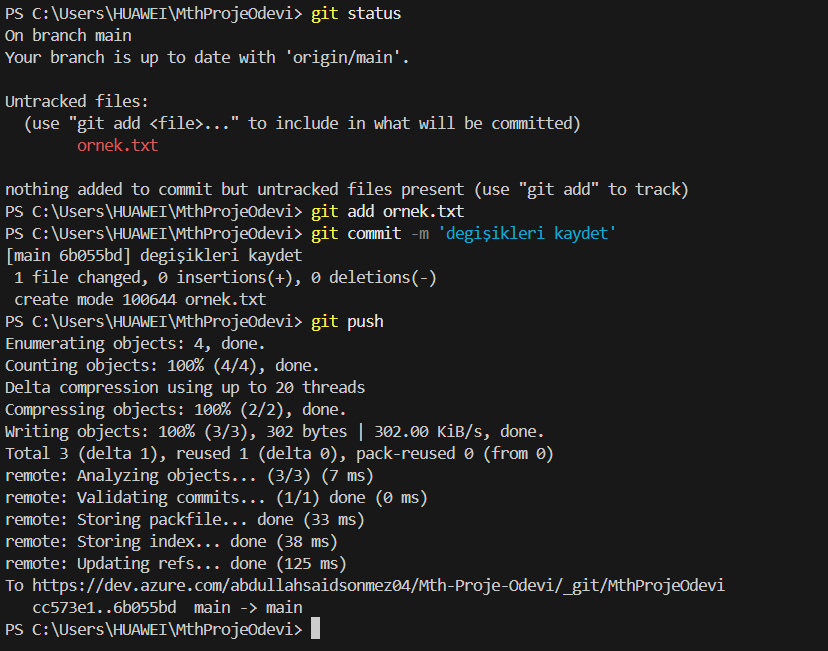 PS C:\Users\HUAWEI\MthProjeOdevi> git status
On branch main
Your branch is up to date with 'origin/main'.

Untracked files:
  (use "git add <file>..." to include in what will be committed)
        ornek.txt

nothing added to commit but untracked files present (use "git add" to track)
PS C:\Users\HUAWEI\MthProjeOdevi> git add ornek.txt
PS C:\Users\HUAWEI\MthProjeOdevi> git commit -m 'degişikleri kaydet'
[main 6b055bd] degişikleri kaydet
 1 file changed, 0 insertions(+), 0 deletions(-)
 create mode 100644 ornek.txt
PS C:\Users\HUAWEI\MthProjeOdevi> git push
Enumerating objects: 4, done.
Counting objects: 100% (4/4), done.
Delta compression using up to 20 threads
Compressing objects: 100% (2/2), done.
Writing objects: 100% (3/3), 302 bytes | 302.00 KiB/s, done.
Total 3 (delta 1), reused 1 (delta 0), pack-reused 0 (from 0)
remote: Analyzing objects... (3/3) (7 ms)
remote: Validating commits... (1/1) done (0 ms)
remote: Storing packfile... done (33 ms)
remote: Storing index... done (38 ms)
remote: Updating refs... done (125 ms)
To https://dev.azure.com/abdullahsaidsonmez04/Mth-Proje-Odevi/_git/MthProjeOdevi
   cc573e1..6b055bd  main -> main
PS C:\Users\HUAWEI\MthProjeOdevi>